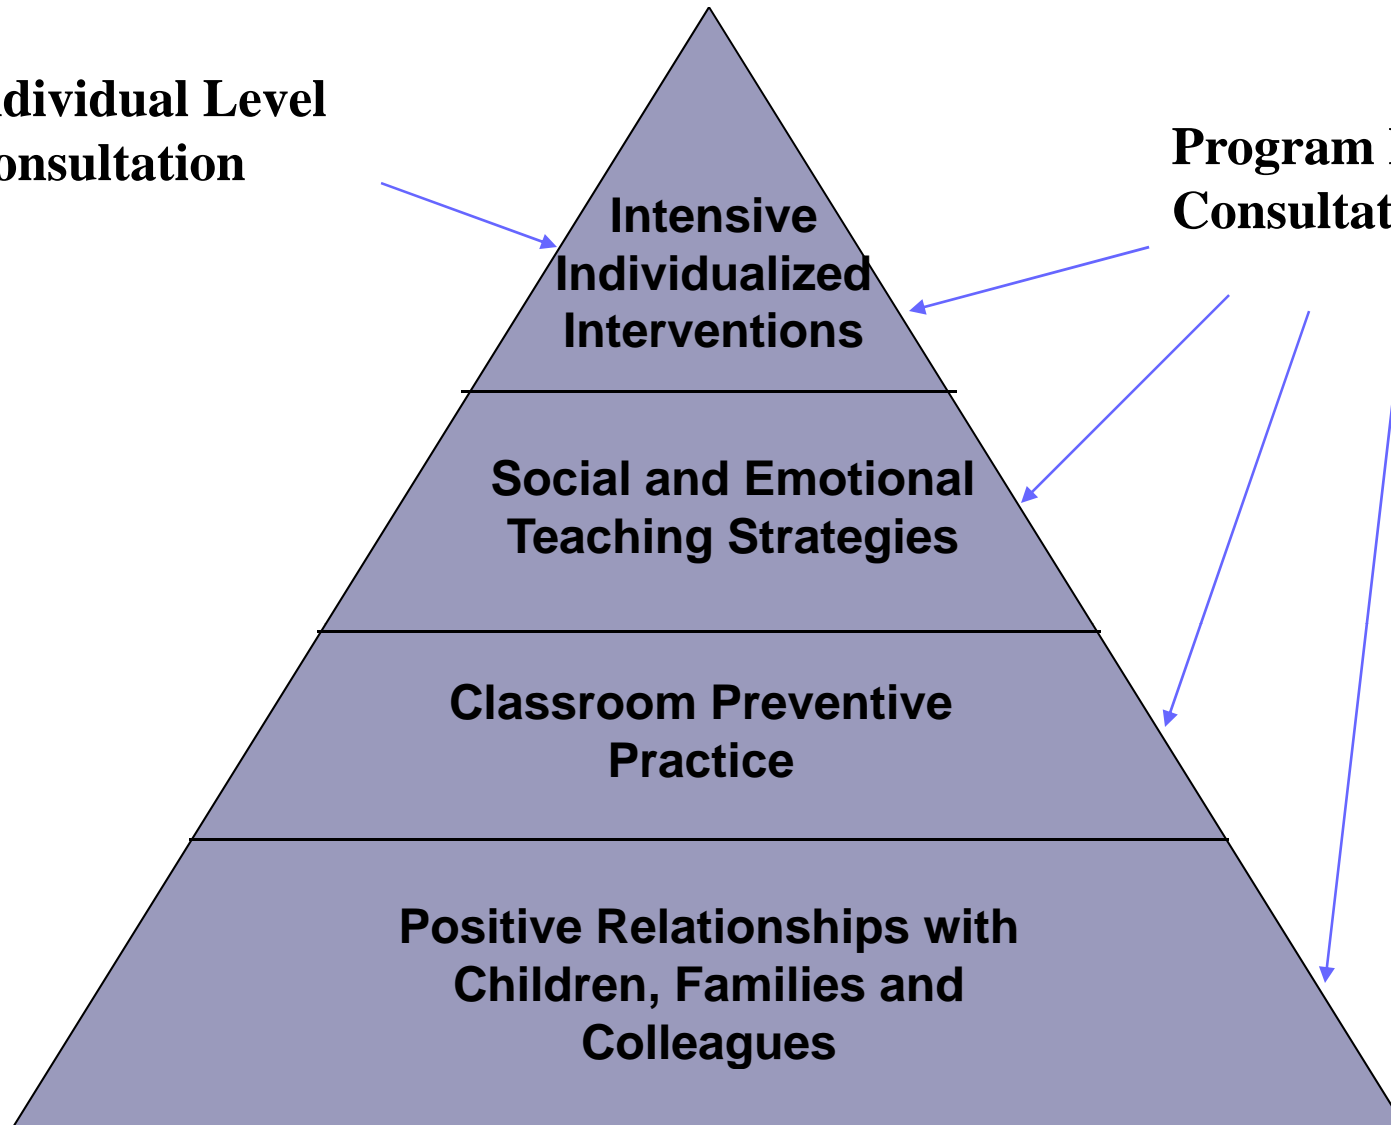 dividual Level
onsultation
Program
Consultat
Intensive
Individualized
Interventions
Social and Emotional
Teaching Strategies
Classroom Preventive
Practice
Positive Relationships with
Children, Families and
Colleagues